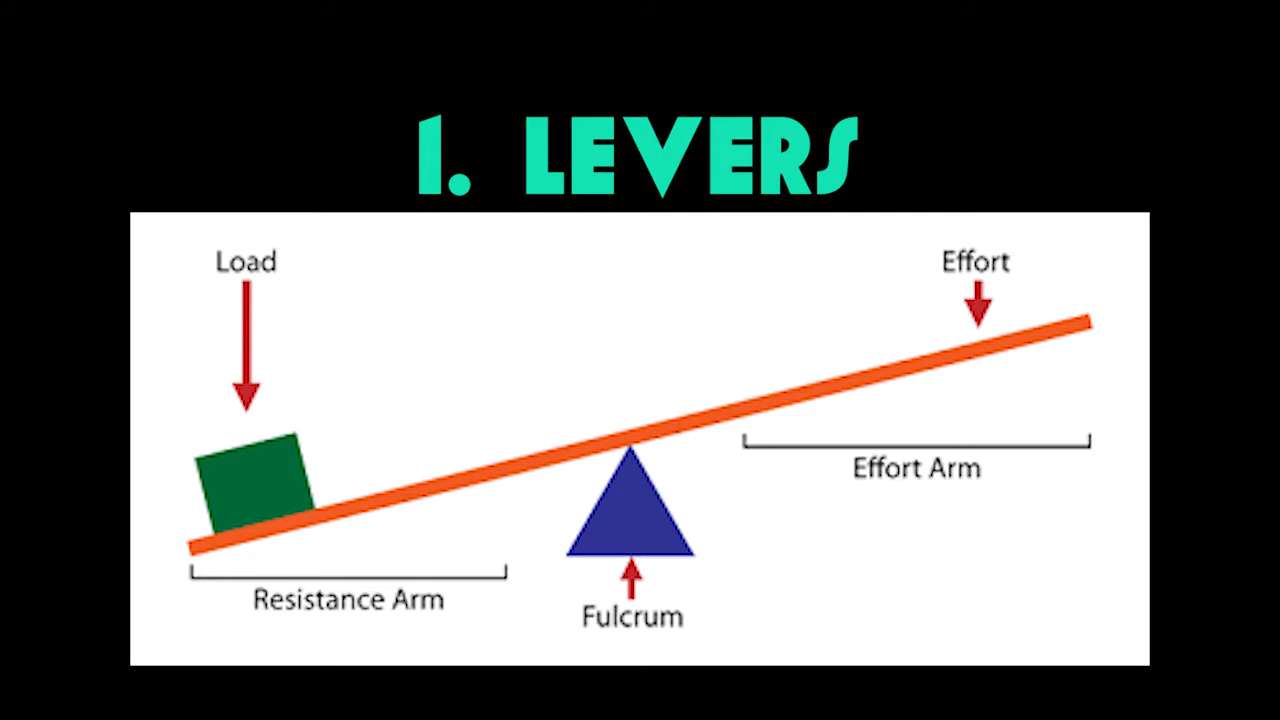 1. LEVERS
Load
Effort
Effort Arm
Resistance Arm
Fulcrum